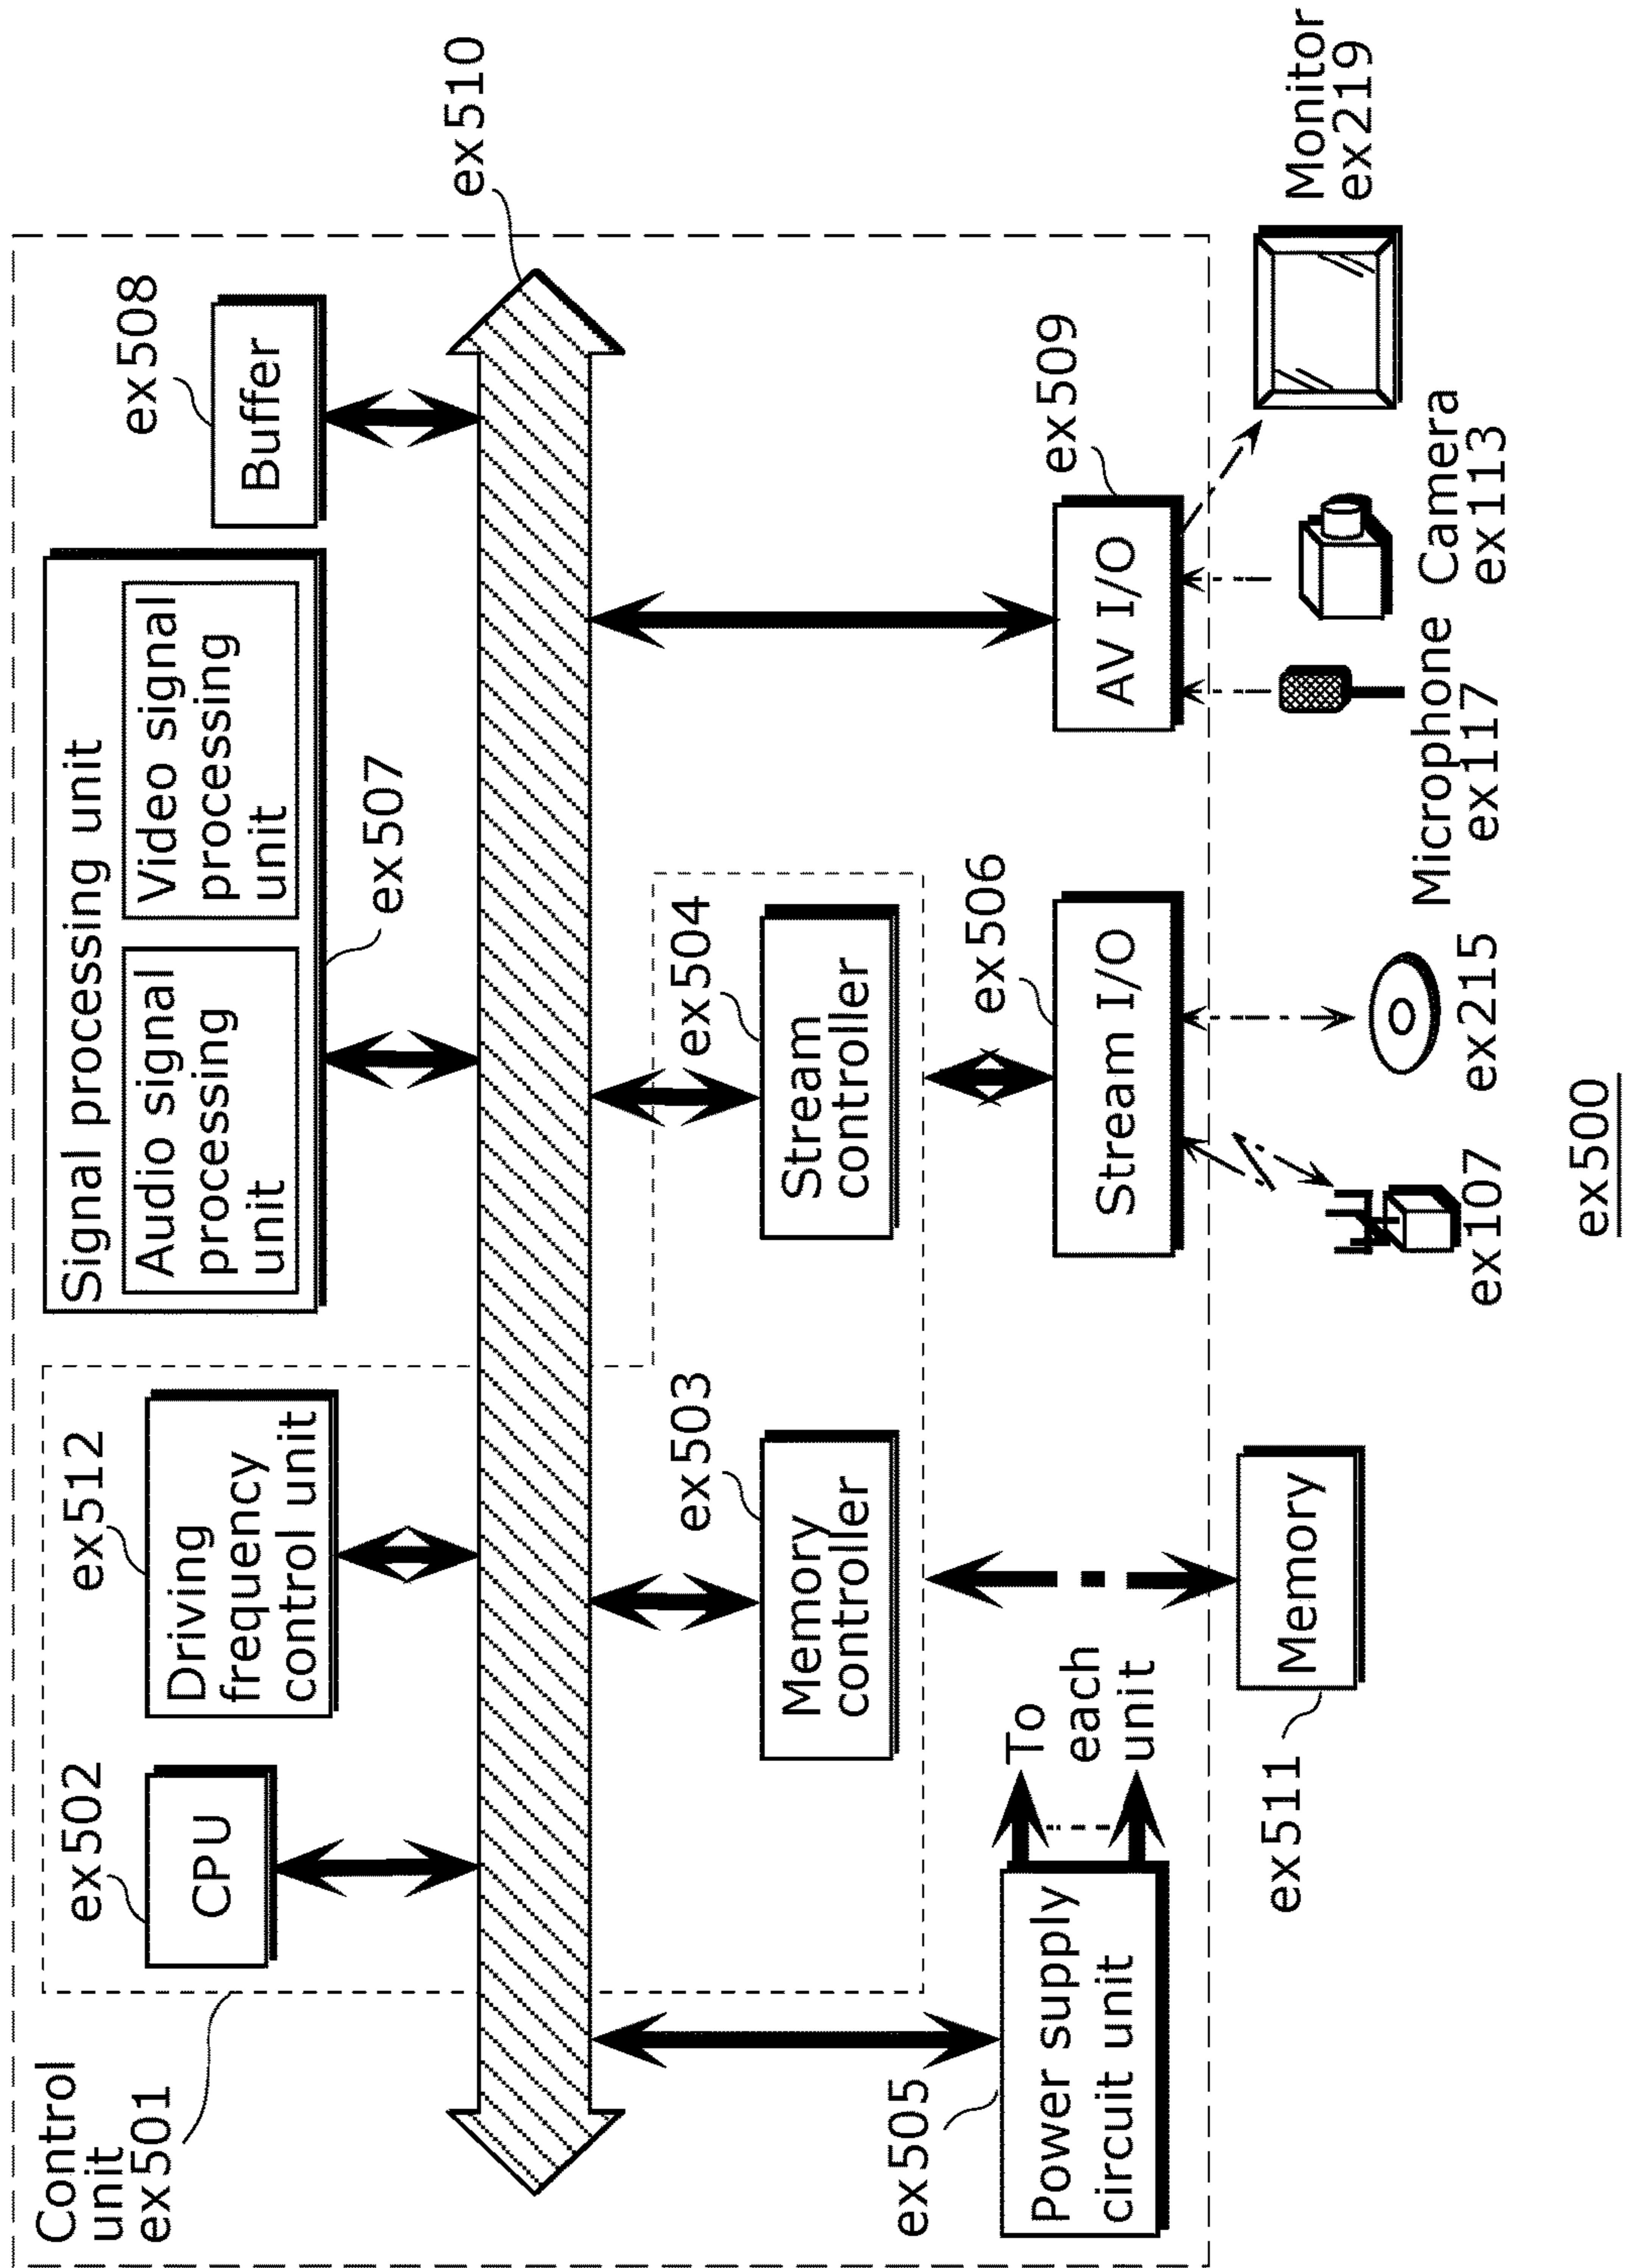 Control
unit
ex501
ex502
CPU
ex512
Driving
frequency
control unit
Signal processing unit
Audio signal
processing
unit
Video signal
processing
unit
ex507
ex508
Buffer
ex510
ex503
Memory
controller
ex504
Stream
controller
ex505
Power supply
circuit unit
To
each
unit
ex506
Stream I/O
ex509
AV I/O
ex511
Memory
ex107
ex215
Microphone
ex117
Camera
ex113
Monitor
ex219
ex500